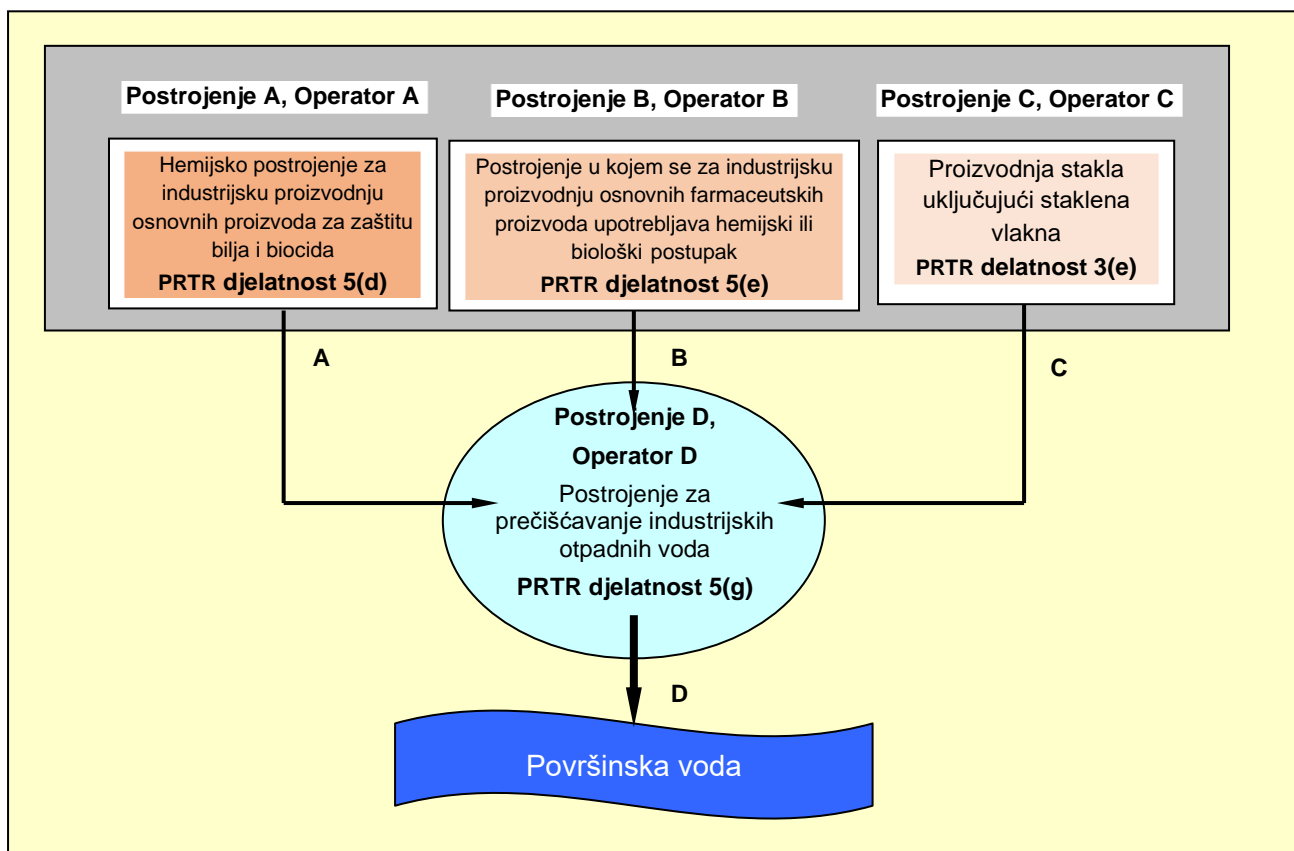 Postrojenje A, Operator A
Hemijsko postrojenje za
industrijsku proizvodnju
osnovnih proizvoda za zaštitu
bilja i biocida
PRTR djelatnost 5(d)
Postrojenje B, Operator B
Postrojenje u kojem se za industrijsku
proizvodnju osnovnih farmaceutskih
proizvoda upotrebljava hemijski ili
biološki postupak
PRTR djelatnost 5(e)
Postrojenje C, Operator C
Proizvodnja stakla
uključujući staklena
vlakna
PRTR delatnost 3(e)
A
B
C
Postrojenje D,
Operator D
Postrojenje za
prečišćavanje industrijskih
otpadnih voda
PRTR djelatnost 5(g)
D
Površinska voda